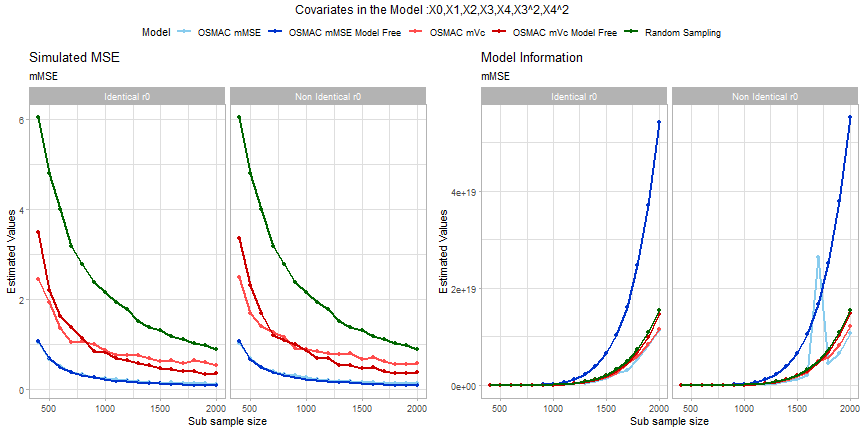 Covariates in the Model :X0,X1,X2,X3,X4,X3^2,X4^2
Model OSMAC mMSE OSMAC mMSE Model Free OSMAC mVc OSMAC mVc Model Free Random Sampling
Simulated MSE
mMSE
Identical r0
Non Identical r0
Estimated Values
6
4
2
0
500 1000 1500 2000
500 1000 1500 2000
Sub sample size
Model Information
mMSE
Identical r0
Non Identical r0
Estimated Values
4e+19
2e+19
0e+00
500 1000 1500 2000
500 1000 1500 2000
Sub sample size